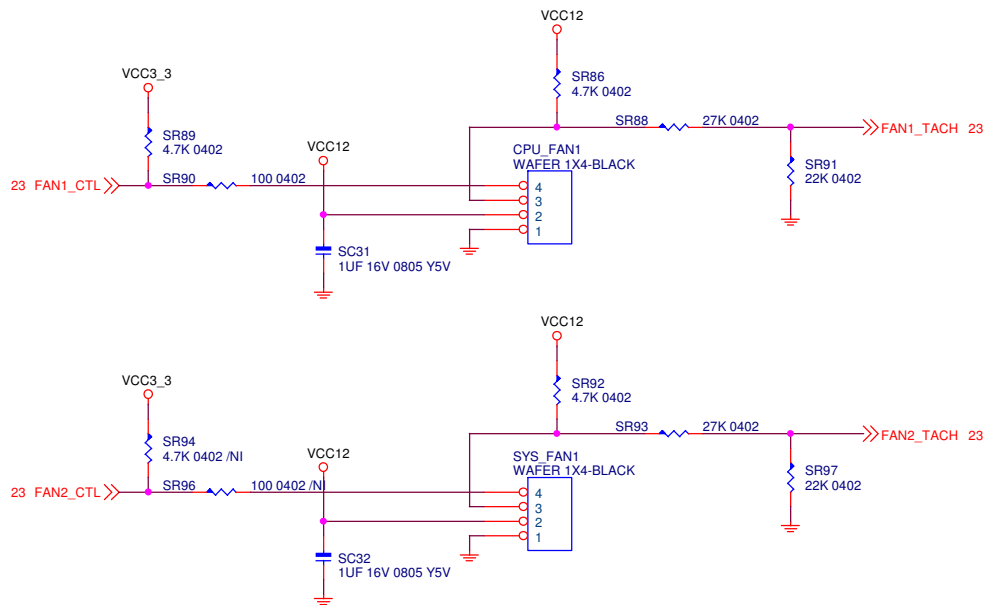 VCC12
SR86
4.7K 0402
VCC3_3
SR89
4.7K 0402
SR88 27K 0402
FAN1_TACH 23
VCC12
CPU_FAN1
WAFER 1X4-BLACK
SR91
22K 0402
23 FAN1_CTL
SR90 100 0402
4
3
2
1
SC31
1UF 16V 0805 Y5V
VCC12
SR92
4.7K 0402
VCC3_3
SR94
4.7K 0402 /NI
SR93 27K 0402
FAN2_TACH 23
VCC12
SYS_FAN1
WAFER 1X4-BLACK
SR97
22K 0402
23 FAN2_CTL
SR96 100 0402 /NI
4
3
2
1
SC32
1UF 16V 0805 Y5V